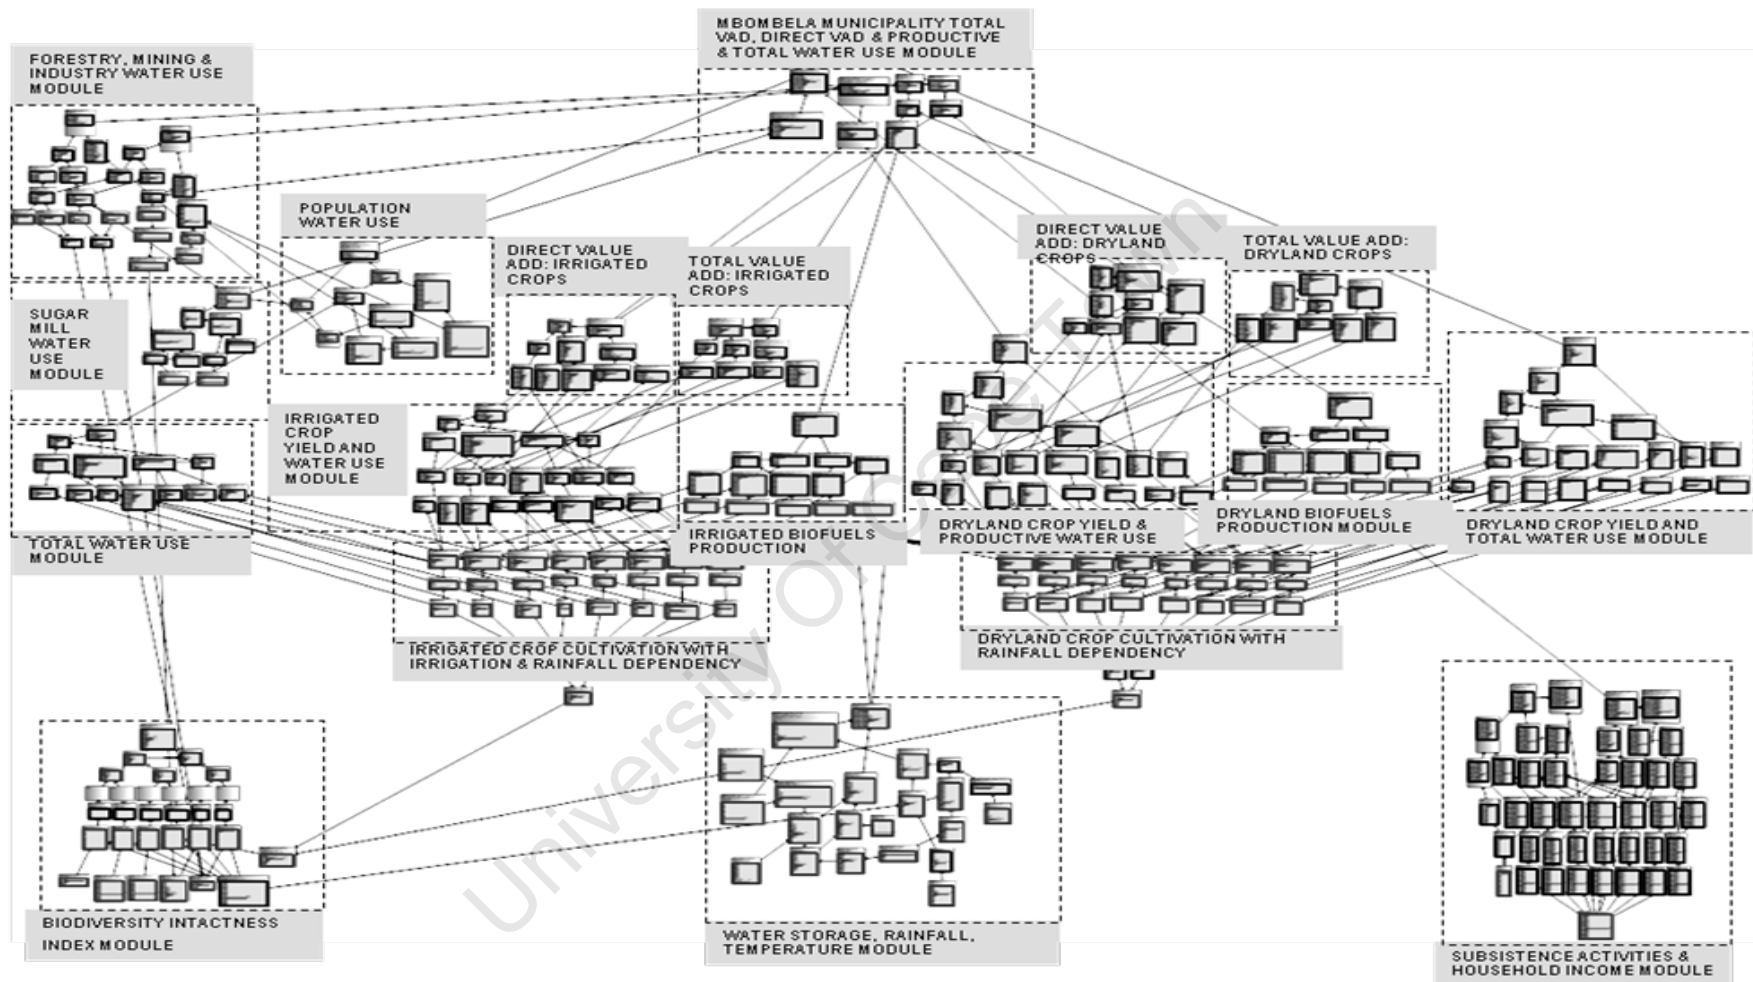 MBOMBELA MUNICIPALITY TOTAL
VAD, DIRECT VAD & PRODUCTIVE
& TOTAL WATER USE MODULE
FORESTRY, MINING &
INDUSTRY WATER USE
MODULE
POPULATION
WATER USE
DIRECT VALUE
ADD: IRRIGATED
CROPS
TOTAL VALUE
ADD: IRRIGATED
CROPS
DIRECT VALUE
ADD: DRYLAND
CROPS
TOTAL VALUE ADD:
DRYLAND CROPS
SUGAR
MILL
WATER
USE
MODULE
IRRIGATED
CROP
YIELD AND
WATER USE
MODULE
TOTAL WATER USE
MODULE
IRRIGATED BIOFUELS
PRODUCTION
DRYLAND CROP YIELD &
PRODUCTIVE WATER USE
DRYLAND BIOFUELS
PRODUCTION MODULE
DRYLAND CROP YIELD AND
TOTAL WATER USE MODULE
IRRIGATED CROP CULTIVATION WITH
IRRIGATION & RAINFALL DEPENDENCY
DRYLAND CROP CULTIVATION WITH
RAINFALL DEPENDENCY
BIODIVERSITY INTACTNESS
INDEX MODULE
WATER STORAGE, RAINFALL,
TEMPERATURE MODULE
SUBSISTENCE ACTIVITIES &
HOUSEHOLD INCOME MODULE
University Of Cape Town